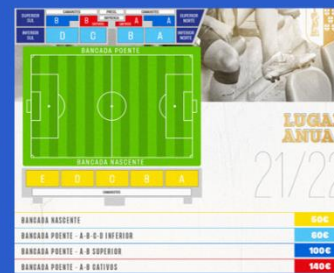 SUPERIOR SUL
B
B
A
A
SUPERIOR NORTE
INFERIOR SUL
D
C
B
A
INFERIOR NORTE
BANCADA POENTE
BANCADA NASCENTE
E
D
C
B
A
LUGA
ANUA
21/22
BANCADA NASCENTE 50€
BANCADA POENTE - A-B-C-D INFERIOR 60€
BANCADA POENTE - A-B SUPERIOR 100€
BANCADA POENTE - A-B CATIVOS 140€